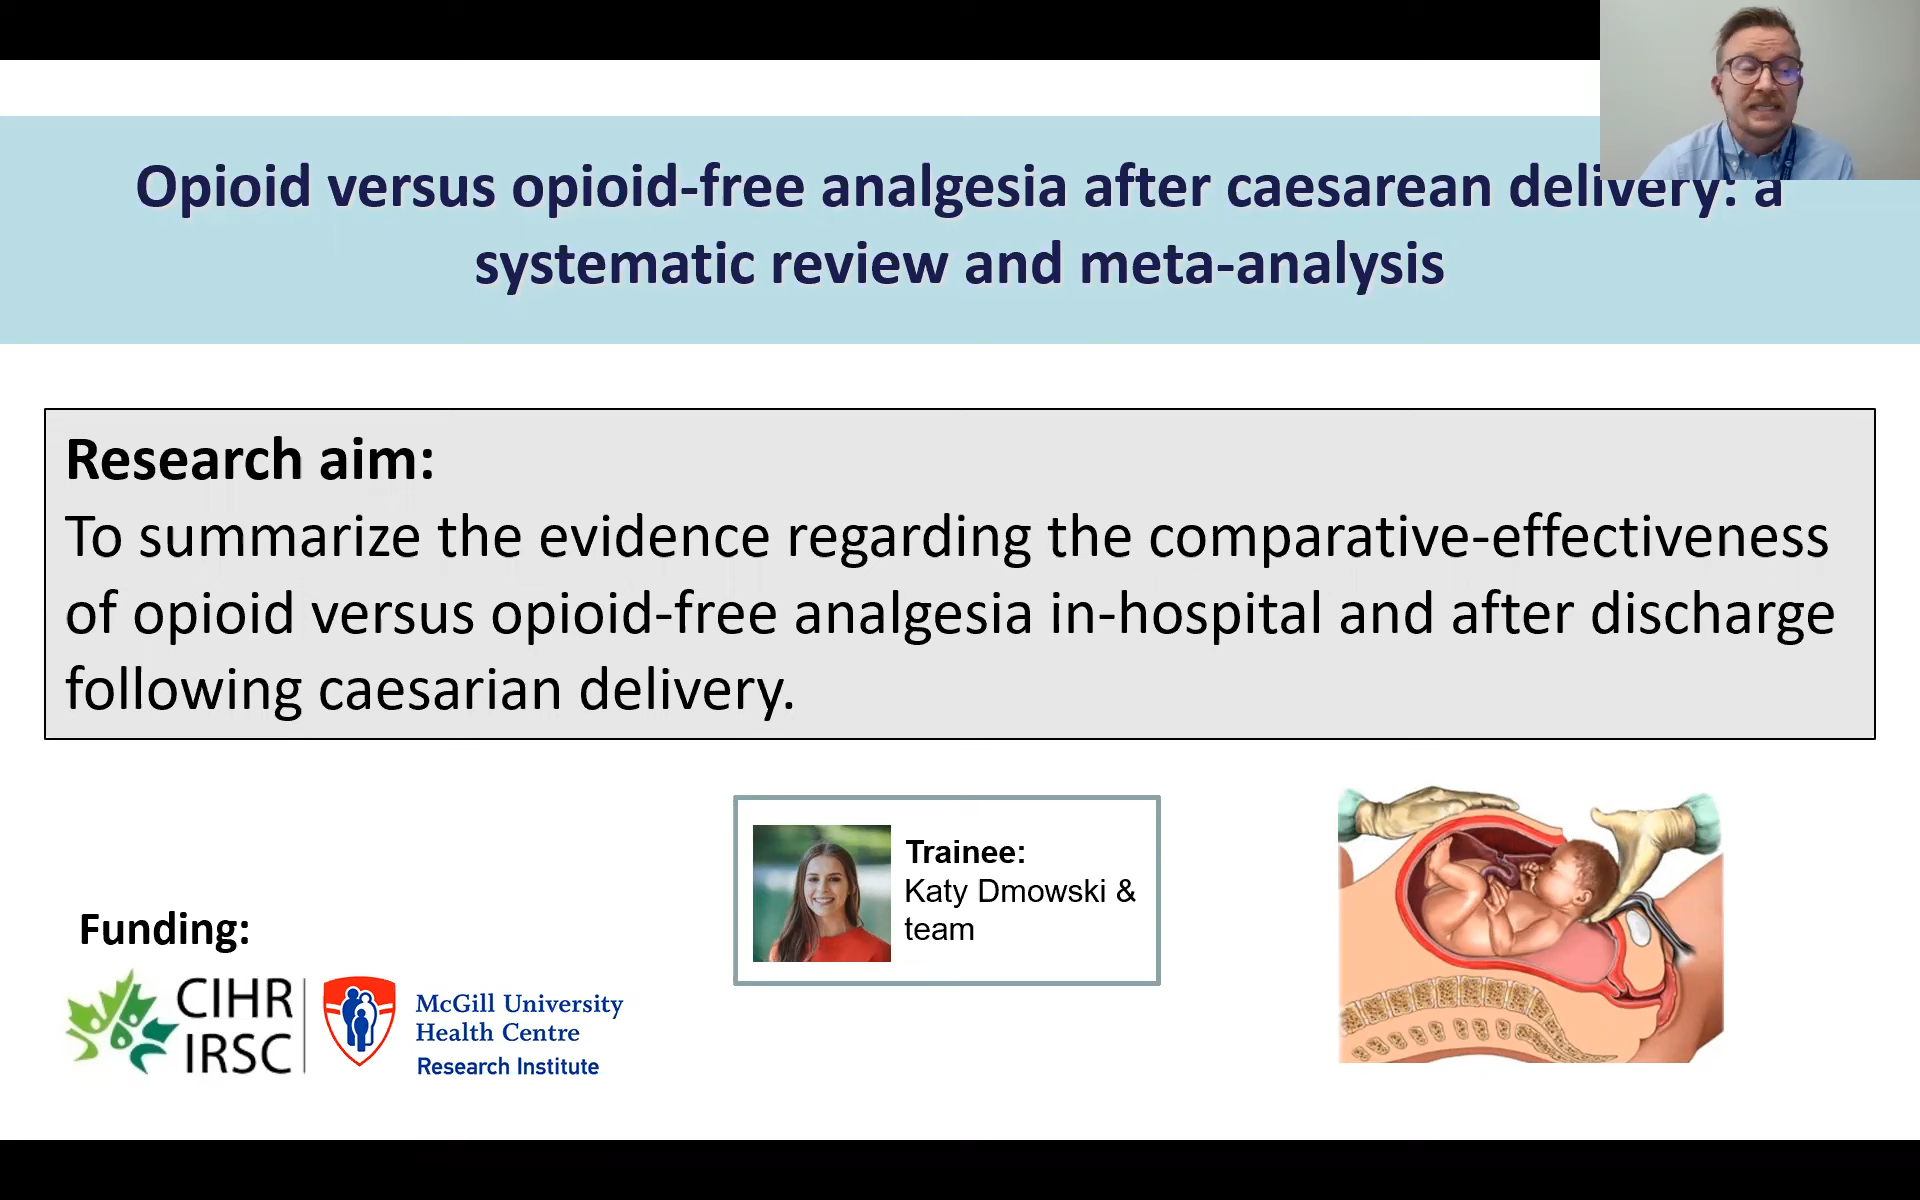 Opioid versus opioid-free analgesia after caesarean delivery: a
systematic review and meta-analysis
Research aim:
To summarize the evidence regarding the comparative-effectiveness
of opioid versus opioid-free analgesia in-hospital and after discharge
following caesarian delivery.
Trainee:
Katy Dmowski &
team
Funding:
CIHR
IRSC
McGill University
Health Centre
Research Institute